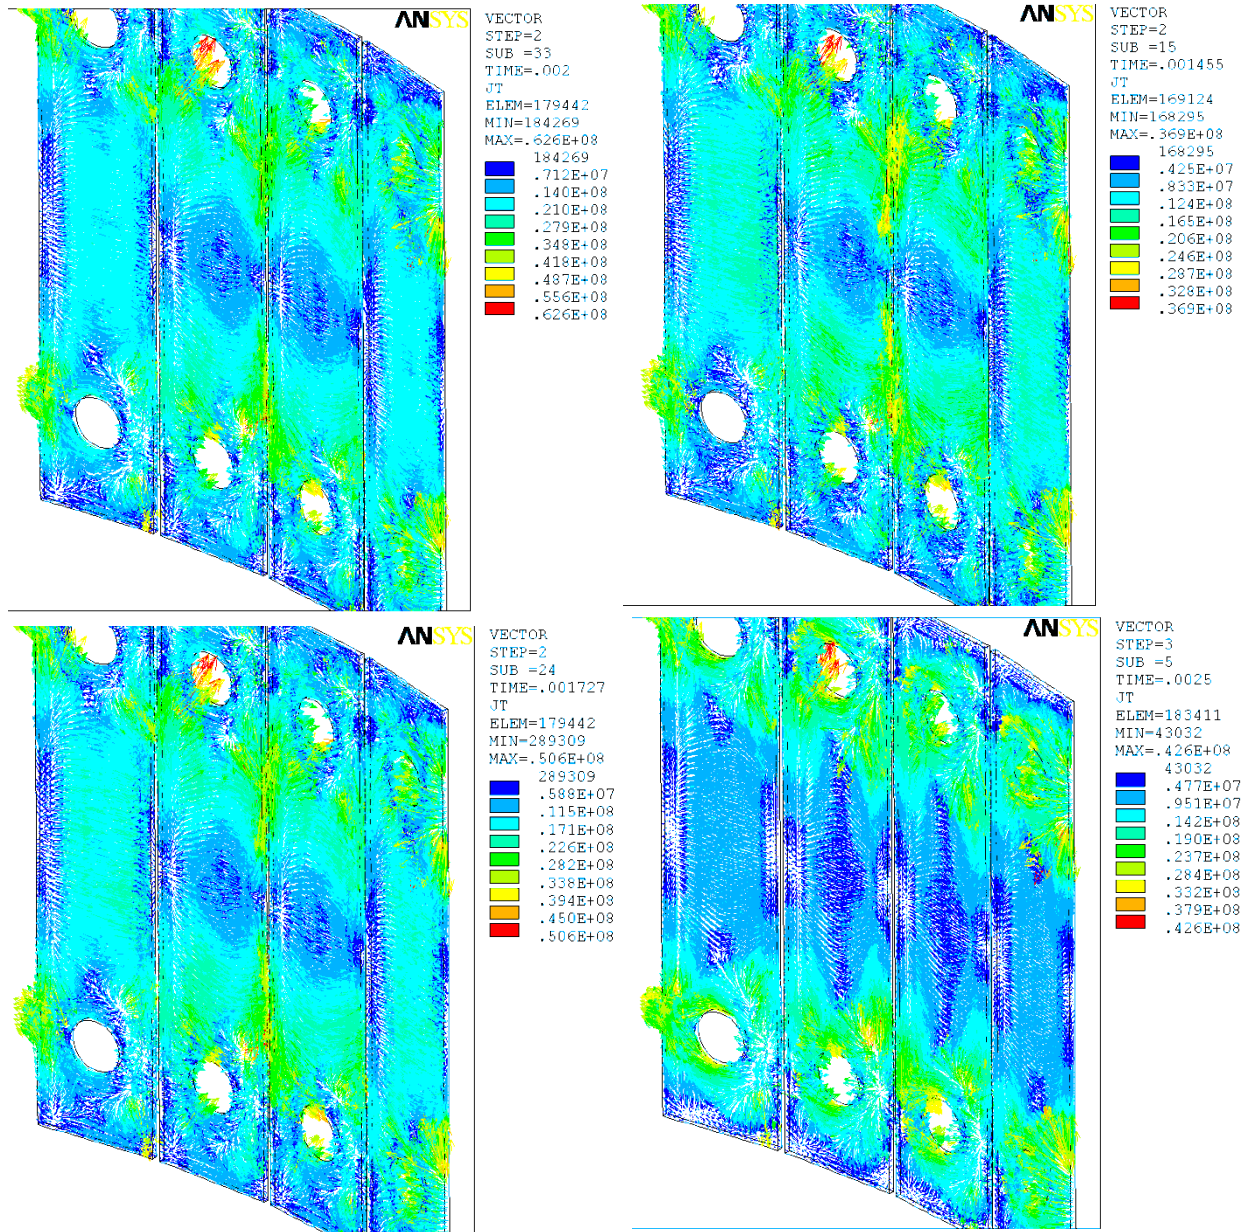 ANSYS
VECTOR
STEP=2
SUB =33
TIME=.002
JT
ELEM=179442
MIN=184269
MAX=.626E+08
184269
.712E+07
.140E+08
.210E+08
.279E+08
.348E+08
.418E+08
.487E+08
.556E+08
.626E+08
ANSYS
VECTOR
STEP=2
SUB =15
TIME=.001455
JT
ELEM=169124
MIN=168295
MAX=.369E+08
168295
.425E+07
.833E+07
.124E+08
.165E+08
.206E+08
.246E+08
.287E+08
.328E+08
.369E+08
ANSYS
VECTOR
STEP=2
SUB =24
TIME=.001727
JT
ELEM=179442
MIN=289309
MAX=.506E+08
289309
.588E+07
.115E+08
.171E+08
.226E+08
.282E+08
.338E+08
.394E+08
.450E+08
.506E+08
ANSYS
VECTOR
STEP=3
SUB =5
TIME=.0025
JT
ELEM=183411
MIN=43032
MAX=.426E+08
43032
.477E+07
.951E+07
.142E+08
.190E+08
.237E+08
.284E+08
.332E+08
.379E+08
.426E+08